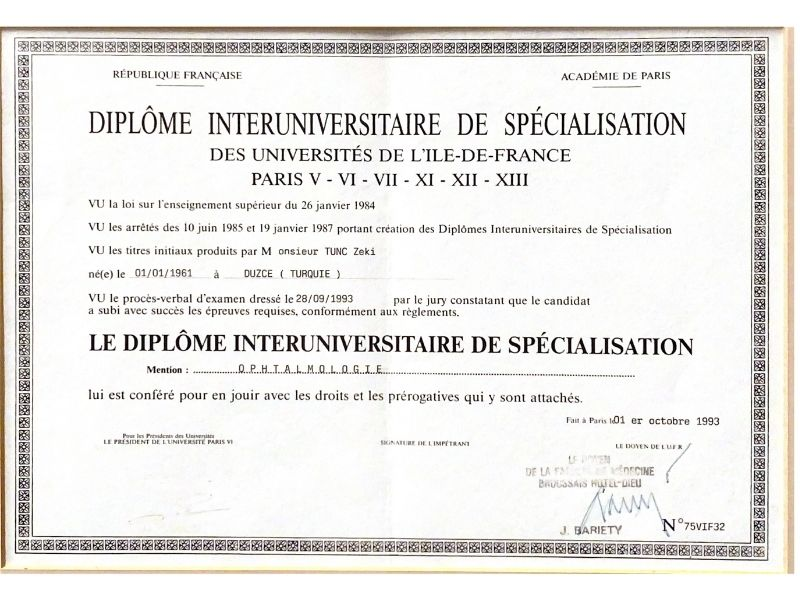 RÉPUBLIQUE FRANÇAISE
ACADÉMIE DE PARIS
DIPLÔME INTERUNIVERSITAIRE DE SPÉCIALISATION
DES UNIVERSITÉS DE L'ILE-DE-FRANCE
PARIS V - VI - VII - XI - XII - XIII
VU la loi sur l'enseignement supérieur du 26 janvier 1984
VU les arrêtés des 10 juin 1985 et 19 janvier 1987 portant création des Diplômes Interuniversitaires de Spécialisation
VU les titres initiaux produits par M onsieur TUNC Zeki
né(e) le 01/01/1961 à DUZCE ( TURQUIE )
VU le procès-verbal d'examen dressé le 28/09/1993 par le jury constatant que le candidat
a subi avec succès les épreuves requises, conformément aux règlements.
LE DIPLÔME INTERUNIVERSITAIRE DE SPÉCIALISATION
Mention : OPHTALMOLOGIE
lui est conféré pour en jouir avec les droits et les prérogatives qui y sont attachés.
Fait à Paris le 01 er octobre 1993
Pour les Présidents des Universités
LE PRÉSIDENT DE L'UNIVERSITÉ PARIS VI
SIGNATURE DE L'IMPÉTRANT
LE DOYEN DE L'U.F.R
LE DOYEN
DE LA FACULTÉ DE MÉDECINE
BROUSSAIS HOTEL-DIEU
J. BARIETY
N° 75VIF32